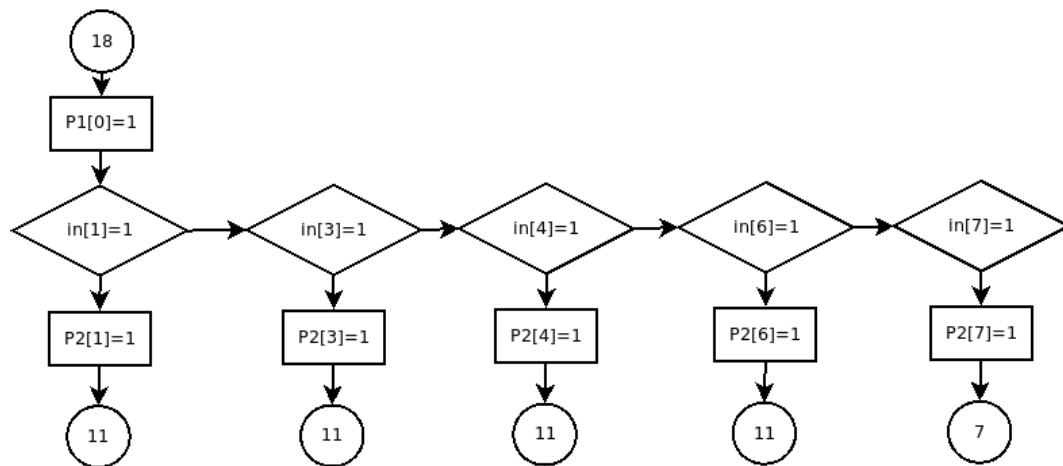 18
P1[0]=1
in[1]=1
in[3]=1
in[4]=1
in[6]=1
in[7]=1
P2[1]=1
P2[3]=1
P2[4]=1
P2[6]=1
P2[7]=1
11
11
11
11
7